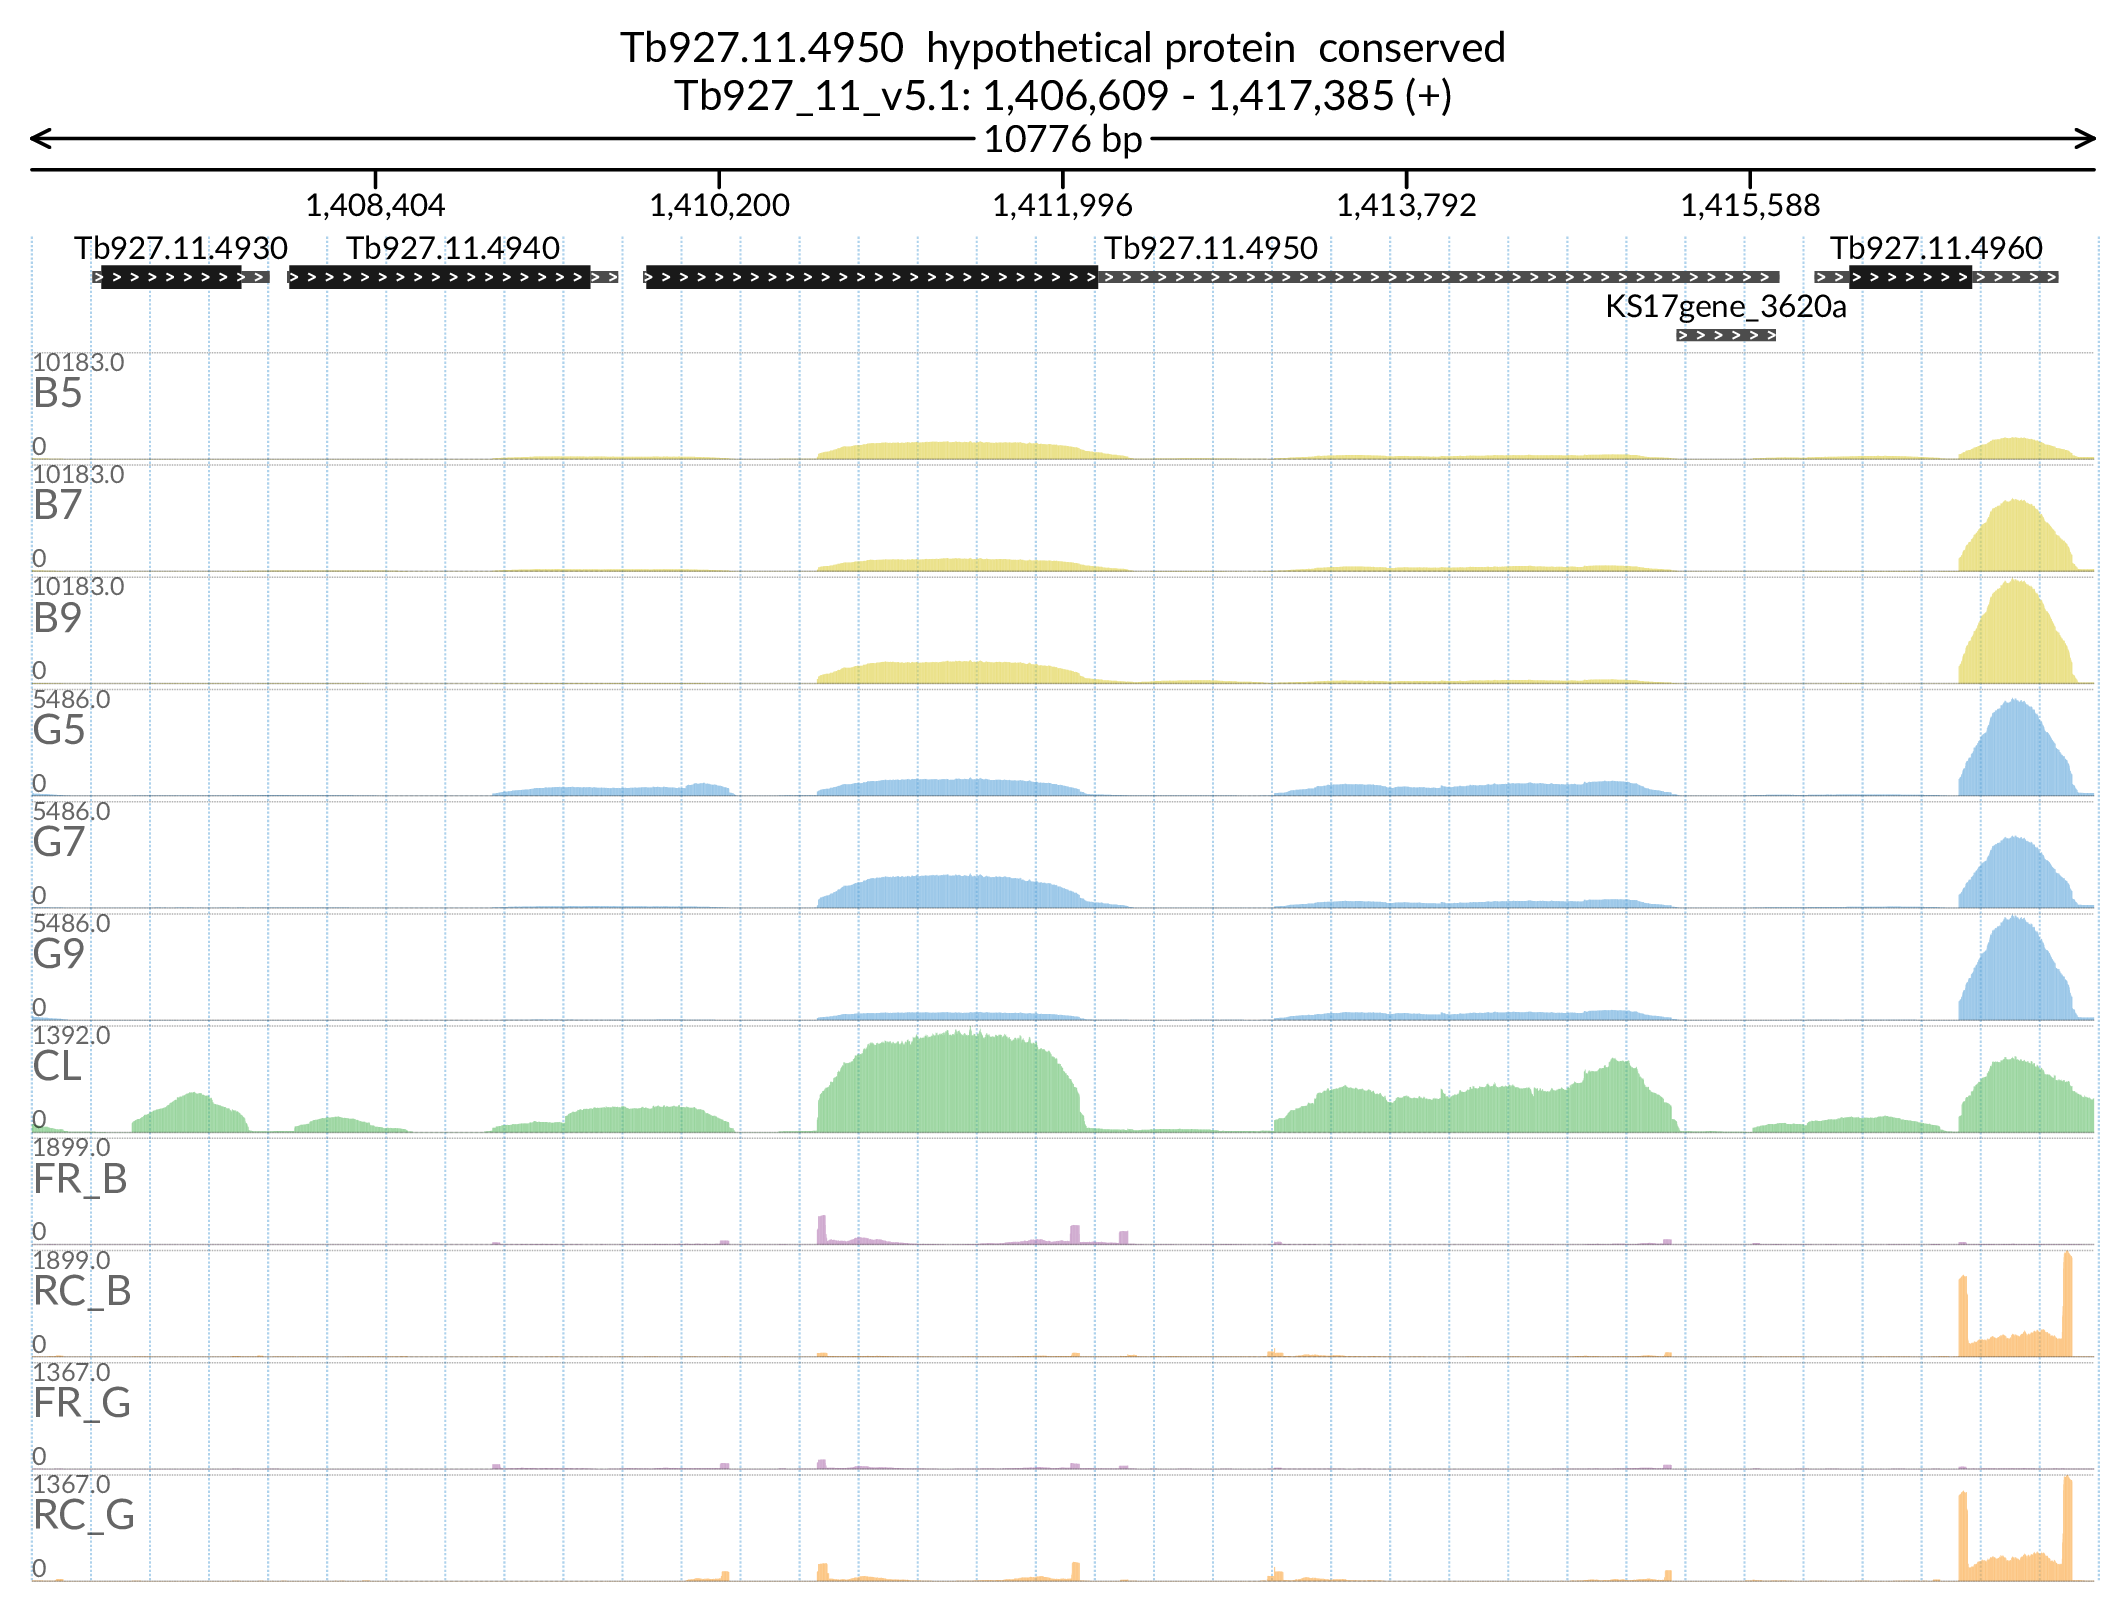 Tb927.11.4950  hypothetical protein  conserved
Tb927_11_v5.1: 1,406,609 - 1,417,385 (+)
10776 bp
1,408,404 1,410,200 1,411,996 1,413,792 1,415,588
Tb927.11.4930 Tb927.11.4940 Tb927.11.4950 Tb927.11.4960
KS17gene_3620a
10183.0
B5
0
10183.0
B7
0
10183.0
B9
0
5486.0
G5
0
5486.0
G7
0
5486.0
G9
0
1392.0
CL
0
1899.0
FR_B
0
1899.0
RC_B
0
1367.0
FR_G
0
1367.0
RC_G
0